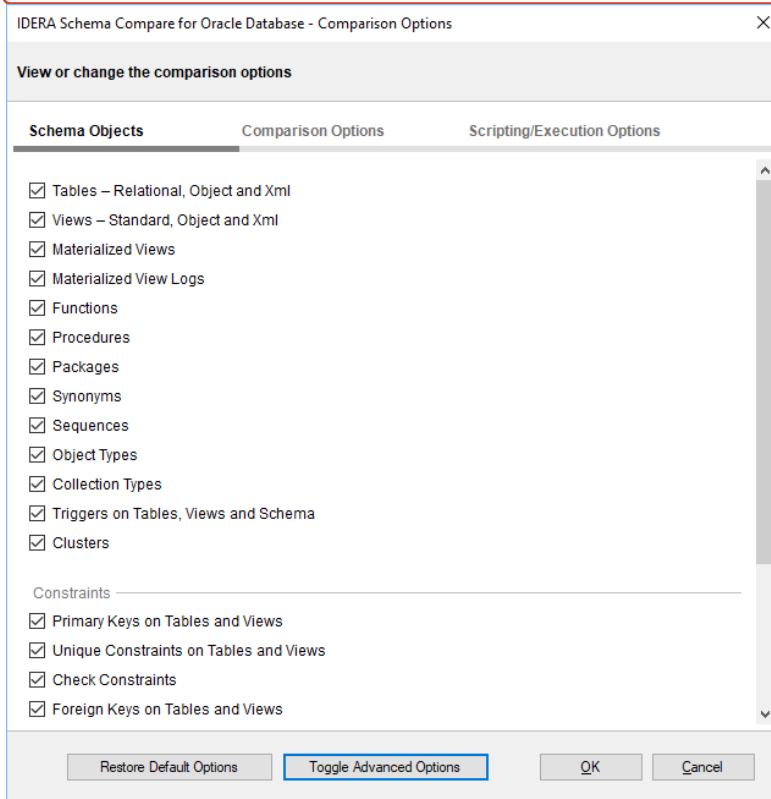 IDERA Schema Compare for Oracle Database - Comparison Options
View or change the comparison options
Schema Objects Comparison Options Scripting/Execution Options
Tables – Relational, Object and Xml
Views – Standard, Object and Xml
Materialized Views
Materialized View Logs
Functions
Procedures
Packages
Synonyms
Sequences
Object Types
Collection Types
Triggers on Tables, Views and Schema
Clusters
Constraints
Primary Keys on Tables and Views
Unique Constraints on Tables and Views
Check Constraints
Foreign Keys on Tables and Views
Restore Default Options Toggle Advanced Options OK Cancel